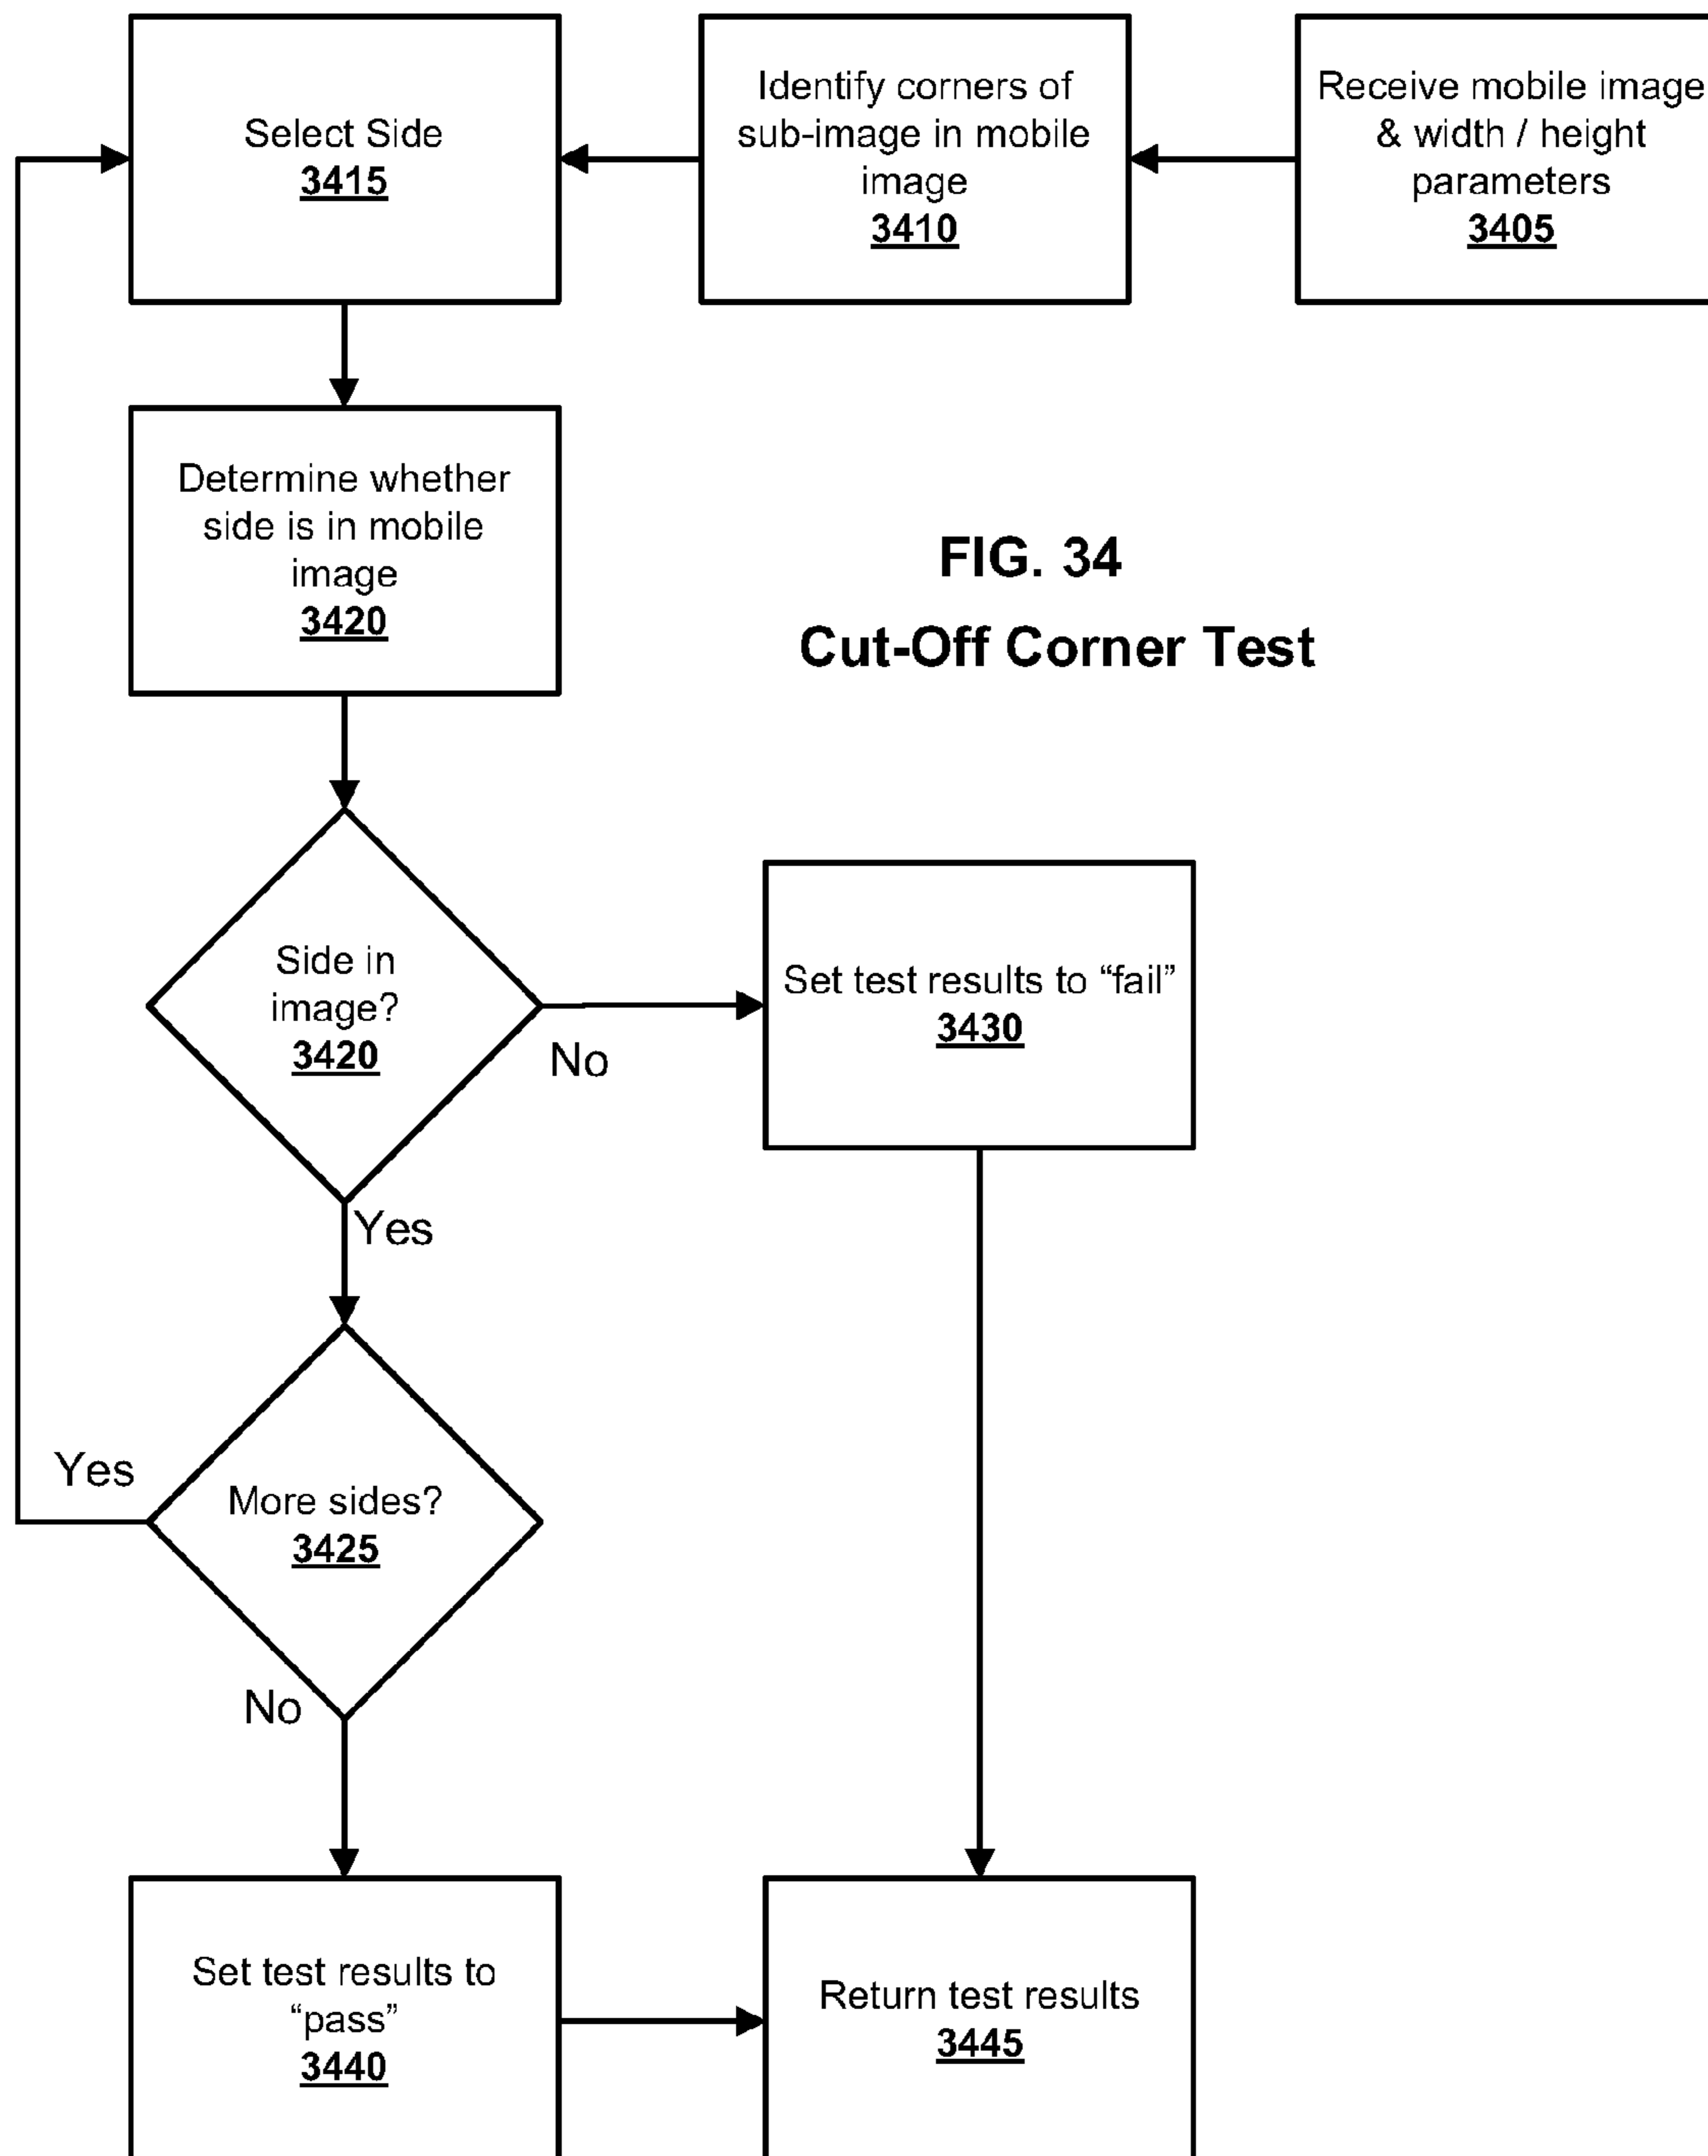 Receive mobile image
& width / height
parameters
3405
Identify corners of
sub-image in mobile
image
3410
Select Side
3415
Determine whether
side is in mobile
image
3420
FIG. 34
Cut-Off Corner Test
Side in
image?
3420
No
Yes
Set test results to “fail”
3430
More sides?
3425
Yes
No
Set test results to
“pass”
3440
Return test results
3445